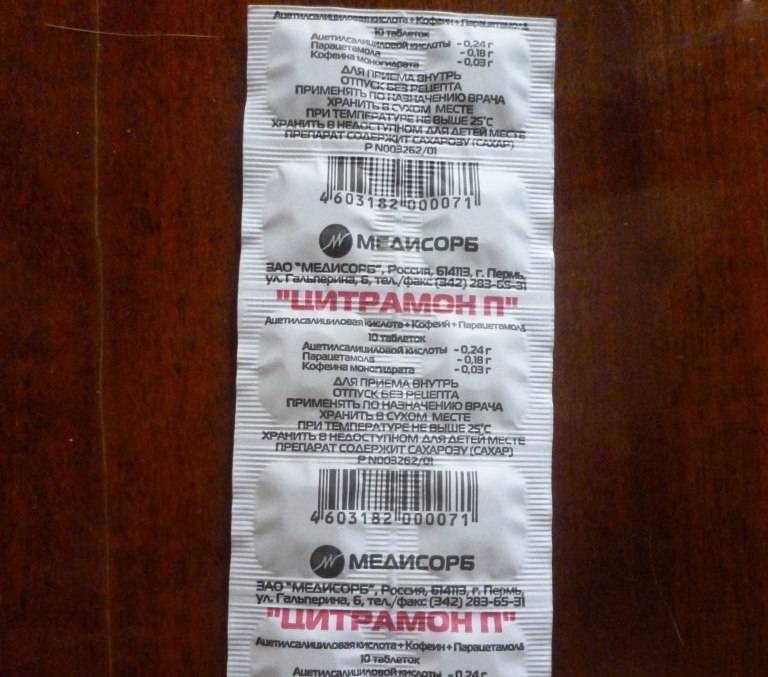 Ацетилсалициловая кислота + Кофеин + Парацетамол&
10 таблеток
Ацетилсалициловой кислоты - 0,24 г
Парацетамола - 0,18 г
Кофеина моногидрата - 0,03 г
ДЛЯ ПРИЕМА ВНУТРЬ
ОТПУСК БЕЗ РЕЦЕПТА
ПРИМЕНЯТЬ ПО НАЗНАЧЕНИЮ ВРАЧА
ХРАНИТЬ В СУХОМ МЕСТЕ
ПРИ ТЕМПЕРАТУРЕ НЕ ВЫШЕ 25°С
ХРАНИТЬ В НЕДОСТУПНОМ ДЛЯ ДЕТЕЙ МЕСТЕ
ПРЕПАРАТ СОДЕРЖИТ САХАРОЗУ (САХАР)
Р N003262/01
4 603182 000071
МЕДИСОРБ
ЗАО "МЕДИСОРБ", Россия, 614113, г. Пермь,
ул. Гальперина, 6, тел./факс (342) 283-65-31
"ЦИТРАМОН П"
Ацетилсалициловая кислота + Кофеин + Парацетамол&
10 таблеток
Ацетилсалициловой кислоты - 0,24 г
Парацетамола - 0,18 г
Кофеина моногидрата - 0,03 г
ДЛЯ ПРИЕМА ВНУТРЬ
ОТПУСК БЕЗ РЕЦЕПТА
ПРИМЕНЯТЬ ПО НАЗНАЧЕНИЮ ВРАЧА
ХРАНИТЬ В СУХОМ МЕСТЕ
ПРИ ТЕМПЕРАТУРЕ НЕ ВЫШЕ 25°С
ХРАНИТЬ В НЕДОСТУПНОМ ДЛЯ ДЕТЕЙ МЕСТЕ
ПРЕПАРАТ СОДЕРЖИТ САХАРОЗУ (САХАР)
Р N003262/01
4 603182 000071
МЕДИСОРБ
ЗАО "МЕДИСОРБ", Россия, 614113, г. Пермь,
ул. Гальперина, 6, тел./факс (342) 283-65-31
"ЦИТРАМОН П"
Ацетилсалициловая кислота + Кофеин + Парацетамол&
10 таблеток
Ацетилсалициловой кислоты - 0,24 г